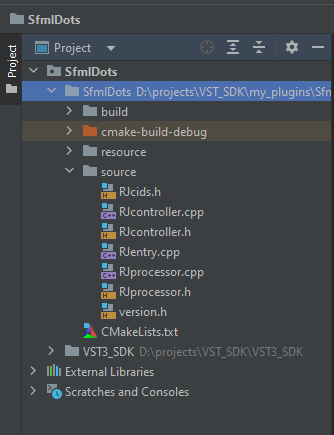 SfmlDots
Project
Project
SfmlDots
SfmlDots D:\projects\VST_SDK\my_plugins\Sfm
build
cmake-build-debug
resource
source
RJcids.h
RJcontroller.cpp
RJcontroller.h
RJentry.cpp
RJprocessor.cpp
RJprocessor.h
version.h
CMakeLists.txt
VST3_SDK D:\projects\VST_SDK\VST3_SDK
External Libraries
Scratches and Consoles